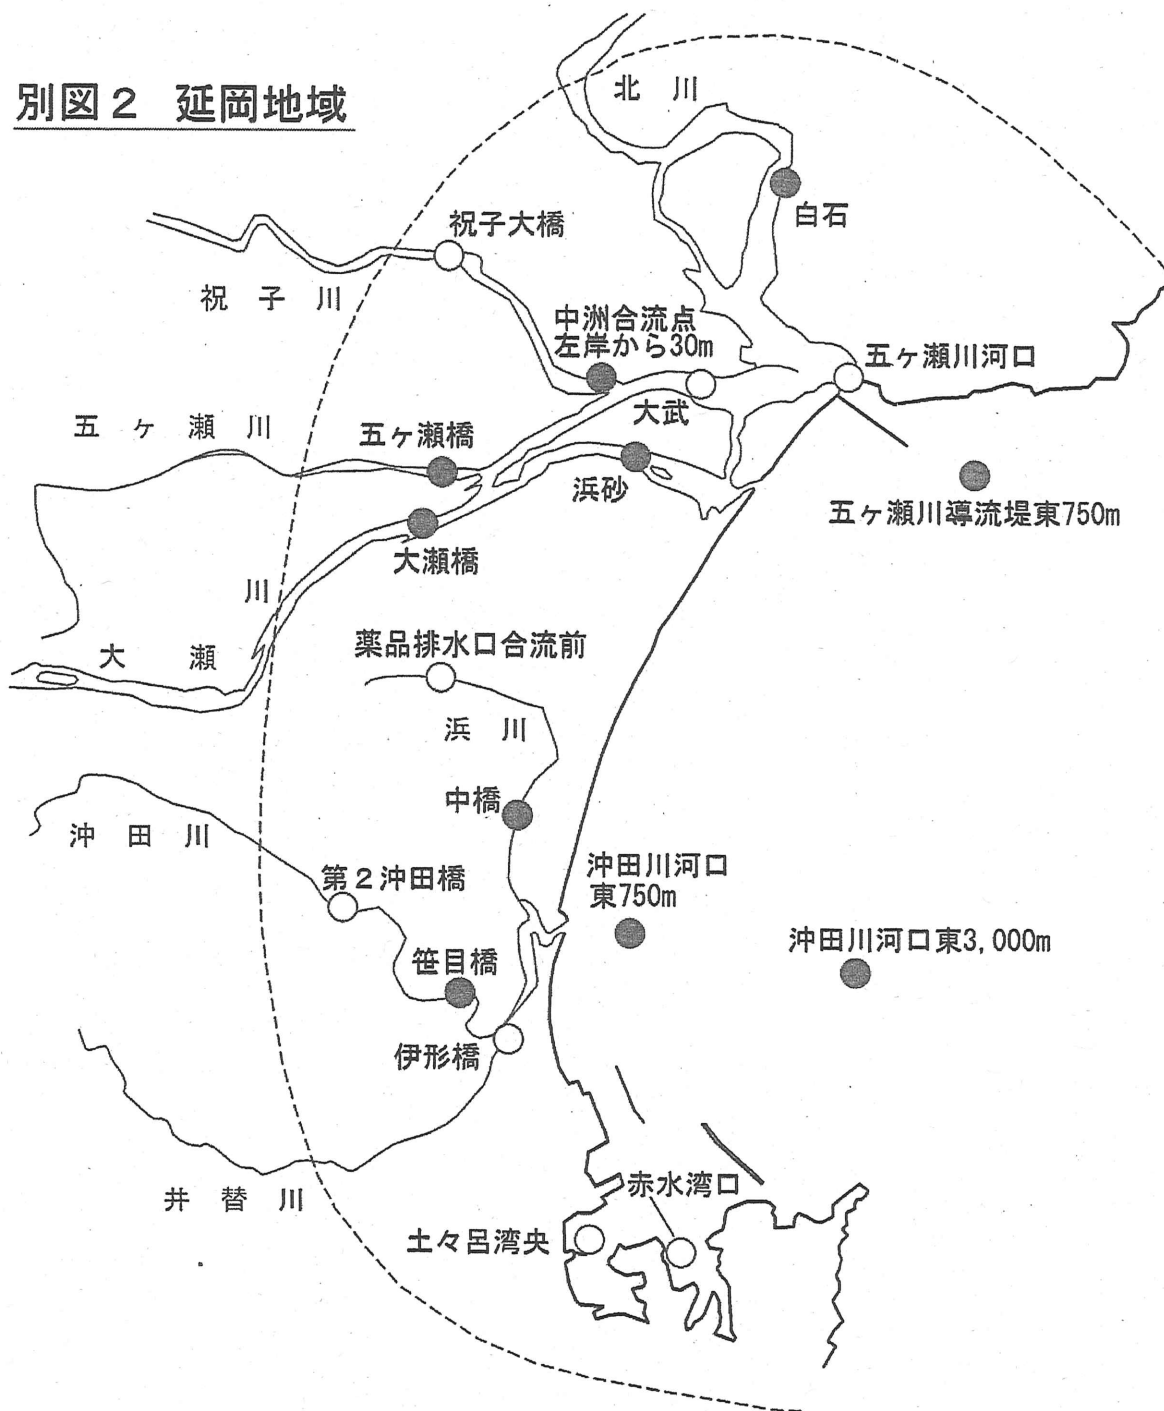 別図２　延岡地域
北　川
白石
祝子大橋
祝　子　川
中洲合流点
左岸から30m
五ヶ瀬川河口
大武
五　ヶ　瀬　川
五ヶ瀬橋
浜砂
五ヶ瀬川導流堤東750m
大瀬橋
大　瀬　川
薬品排水口合流前
浜　川
中橋
沖　田　川
第２沖田橋
沖田川河口
東750m
沖田川河口東3,000m
笹目橋
伊形橋
井　替　川
赤水湾口
土々呂湾央